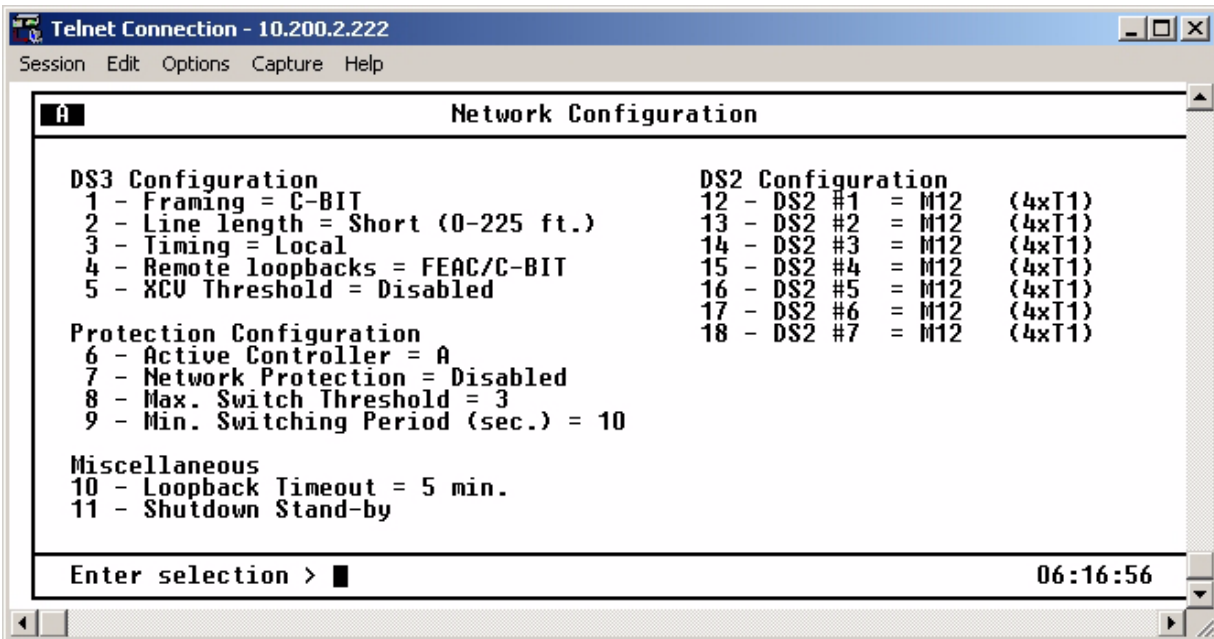 Telnet Connection - 10.200.2.222
Session Edit Options Capture Help
A Network Configuration
DS3 Configuration
1 - Framing = C-BIT
2 - Line length = Short (0-225 ft.)
3 - Timing = Local
4 - Remote loopbacks = FEAC/C-BIT
5 - XCV Threshold = Disabled
Protection Configuration
6 - Active Controller = A
7 - Network Protection = Disabled
8 - Max. Switch Threshold = 3
9 - Min. Switching Period (sec.) = 10
Miscellaneous
10 - Loopback Timeout = 5 min.
11 - Shutdown Stand-by
DS2 Configuration
12 - DS2 #1 = M12 (4xT1)
13 - DS2 #2 = M12 (4xT1)
14 - DS2 #3 = M12 (4xT1)
15 - DS2 #4 = M12 (4xT1)
16 - DS2 #5 = M12 (4xT1)
17 - DS2 #6 = M12 (4xT1)
18 - DS2 #7 = M12 (4xT1)
Enter selection > 06:16:56